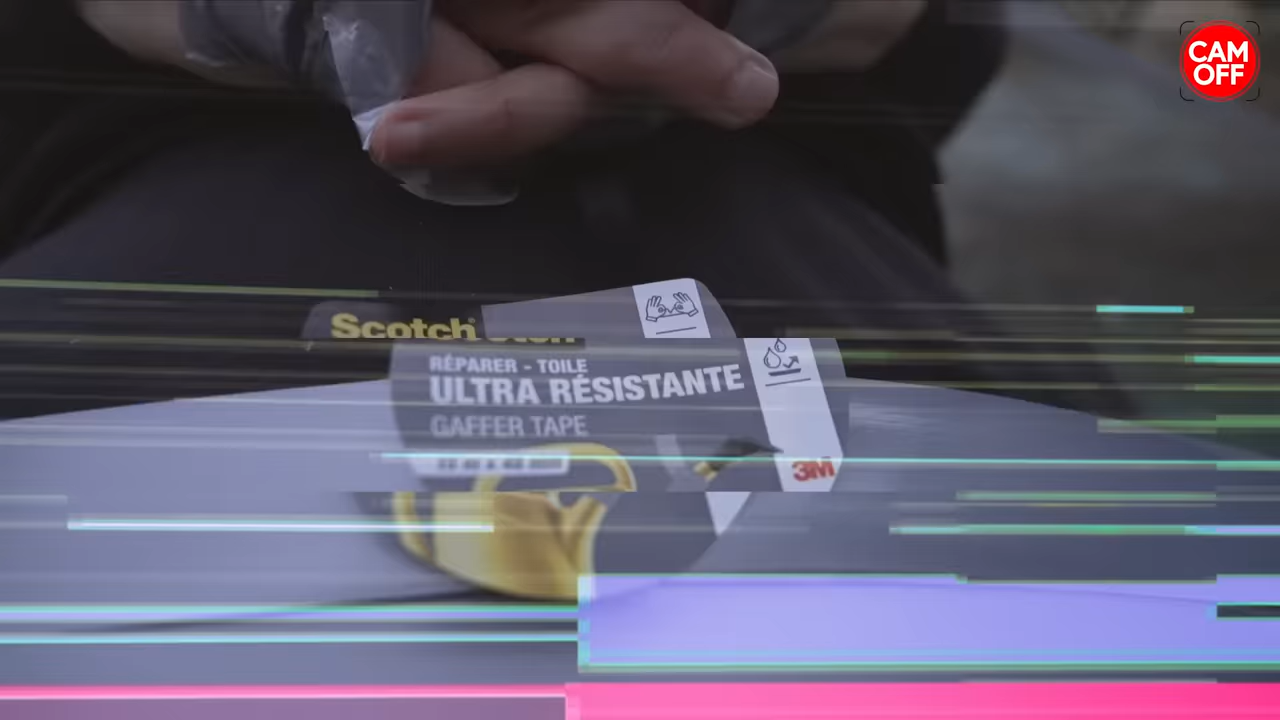 CAM
OFF
Scotch
RÉPARER - TOILE
ULTRA RÉSISTANTE
GAFFER TAPE
3M